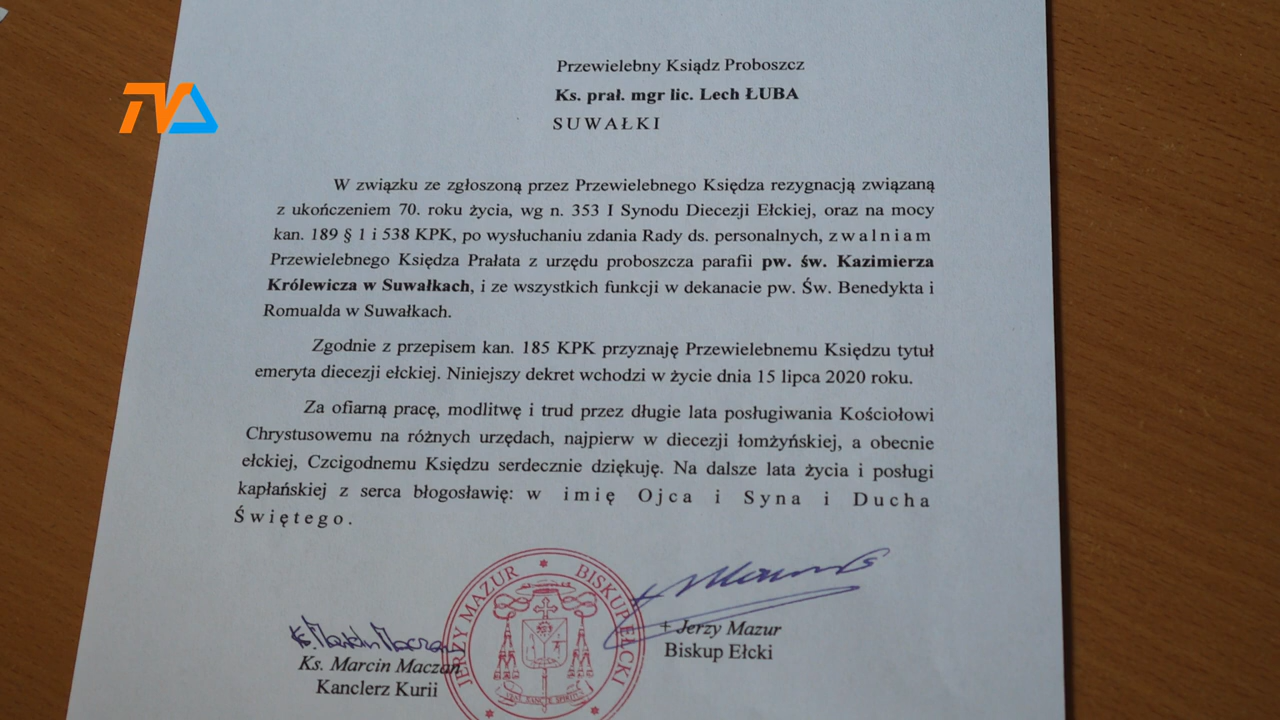 TVA
Przewielebny Ksiądz Proboszcz
Ks. prał. mgr lic. Lech ŁUBA
SUWAŁKI
W związku ze zgłoszoną przez Przewielebnego Księdza rezygnacją związaną
z ukończeniem 70. roku życia, wg n. 353 I Synodu Diecezji Ełckiej, oraz na mocy
kan. 189 § 1 i 538 KPK, po wysłuchaniu zdania Rady ds. personalnych, zwalniam
Przewielebnego Księdza Prałata z urzędu proboszcza parafii pw. św. Kazimierza
Królewicza w Suwałkach, i ze wszystkich funkcji w dekanacie pw. Św. Benedykta i
Romualda w Suwałkach.
Zgodnie z przepisem kan. 185 KPK przyznaję Przewielebnemu Księdzu tytuł
emeryta diecezji ełckiej. Niniejszy dekret wchodzi w życie dnia 15 lipca 2020 roku.
Za ofiarną pracę, modlitwę i trud przez długie lata posługiwania Kościołowi
Chrystusowemu na różnych urzędach, najpierw w diecezji łomżyńskiej, a obecnie
ełckiej, Czcigodnemu Księdzu serdecznie dziękuję. Na dalsze lata życia i posługi
kapłańskiej z serca błogosławię: w imię Ojca i Syna i Ducha
Świętego.
JERZY MAZUR * BISKUP EŁCKI
Ks. Marcin Maczan
+ Jerzy Mazur
Biskup Ełcki
Ks. Marcin Maczan
Kanclerz Kurii